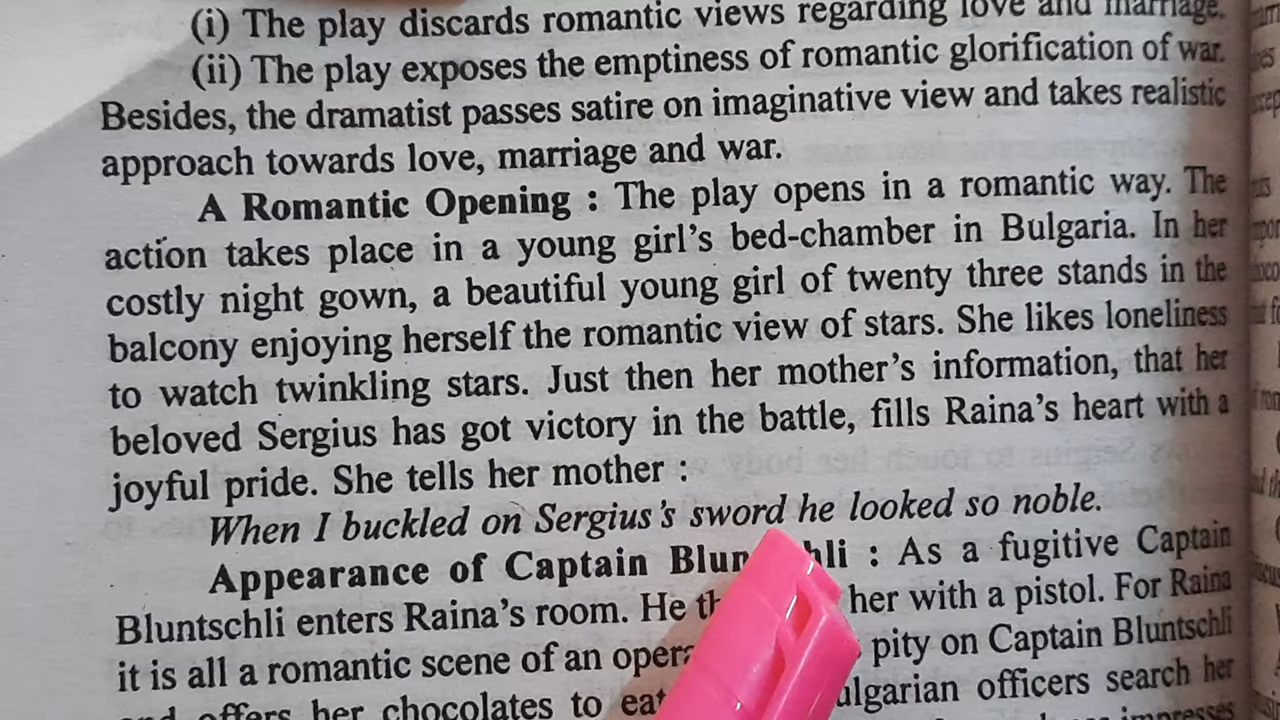 (i) The play discards romantic views regarding love and marriage.
(ii) The play exposes the emptiness of romantic glorification of war.
Besides, the dramatist passes satire on imaginative view and takes realistic
approach towards love, marriage and war.
A Romantic Opening : The play opens in a romantic way. The
action takes place in a young girl's bed-chamber in Bulgaria. In her
costly night gown, a beautiful young girl of twenty three stands in the
balcony enjoying herself the romantic view of stars. She likes loneliness
to watch twinkling stars. Just then her mother's information, that her
beloved Sergius has got victory in the battle, fills Raina's heart with a
joyful pride. She tells her mother :
When I buckled on Sergius's sword he looked so noble.
Appearance of Captain : As a fugitive Captain
Bluntschli enters Raina's room. He her with a pistol. For Raina
it is all a romantic scene of an pity on Captain Bluntschli
offers her chocolates to officers search her